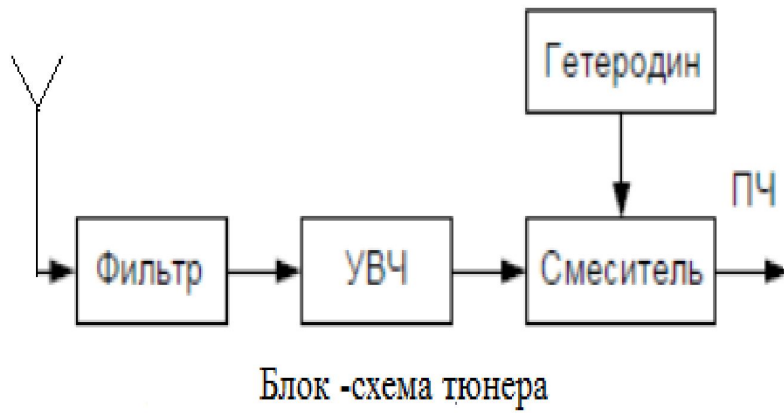 Гетеродин
ПЧ
Фильтр
УВЧ
Смеситель
Блок -схема тюнера